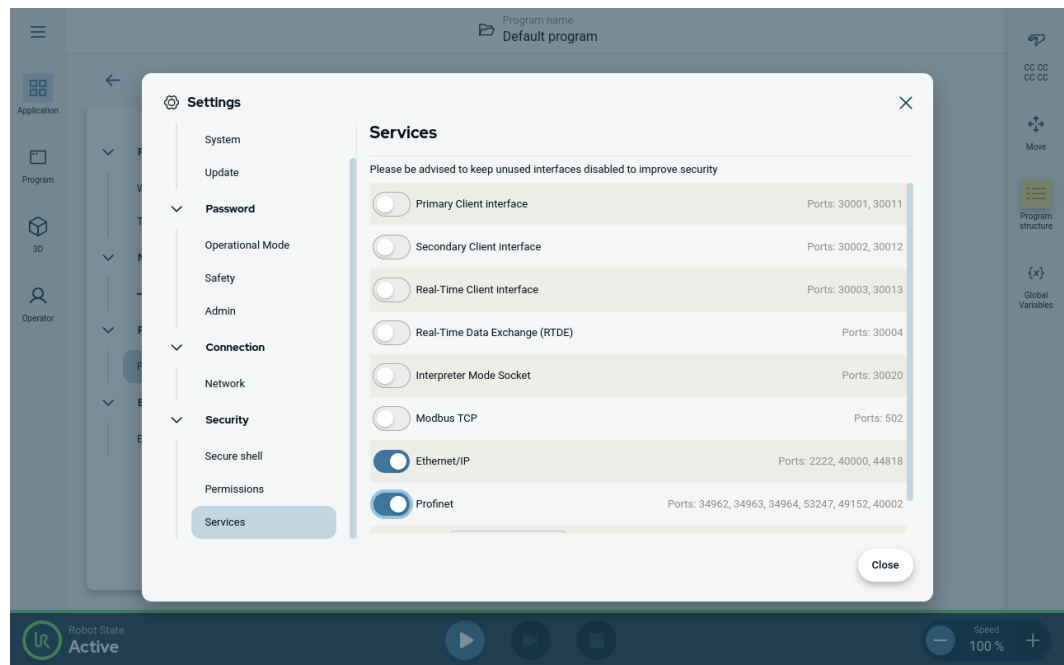 Program name
Default program
Application
Program
3D
Operator
Settings
System
Update
Password
Operational Mode
Safety
Admin
Connection
Network
Security
Secure shell
Permissions
Services
Services
Please be advised to keep unused interfaces disabled to improve security
Primary Client interface Ports: 30001, 30011
Secondary Client interface Ports: 30002, 30012
Real-Time Client interface Ports: 30003, 30013
Real-Time Data Exchange (RTDE) Ports: 30004
Interpreter Mode Socket Ports: 30020
Modbus TCP Ports: 502
Ethernet/IP Ports: 2222, 40000, 44818
Profinet Ports: 34962, 34963, 34964, 53247, 49152, 40002
Close
CC CC
CC CC
Move
Program
structure
{x}
Global
Variables
UR
Robot State
Active
Speed
100 %